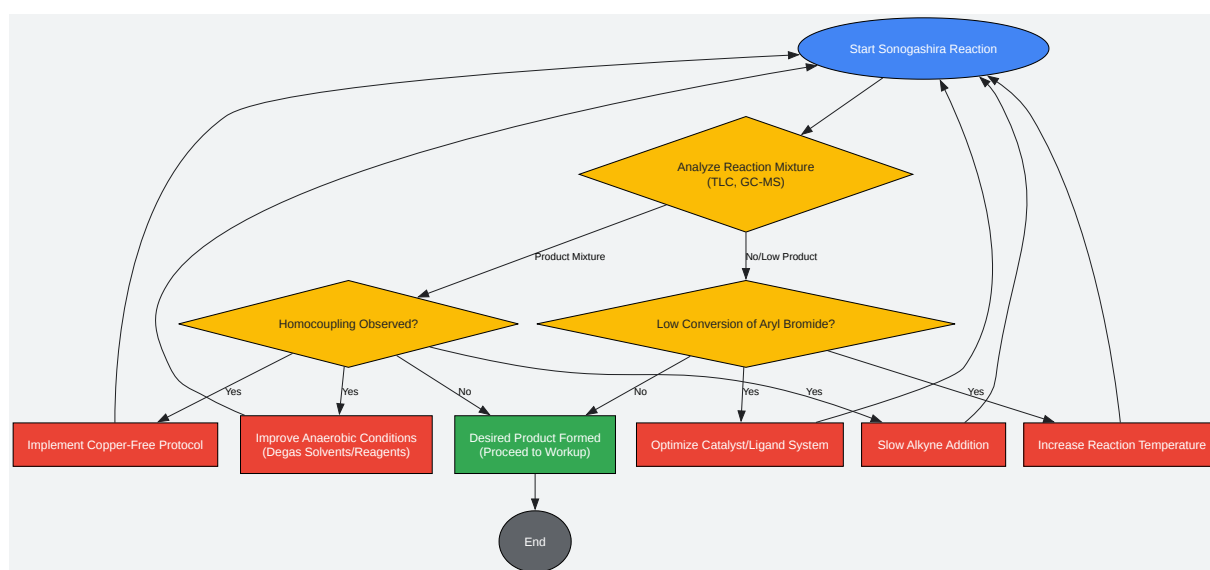 Start Sonogashira Reaction
Analyze Reaction Mixture
(TLC, GC-MS)
Product Mixture
No/Low Product
Homocoupling Observed?
Low Conversion of Aryl Bromide?
Yes
Yes
No
No
Yes
Yes
Yes
Implement Copper-Free Protocol
Improve Anaerobic Conditions
(Degas Solvents/Reagents)
Desired Product Formed
(Proceed to Workup)
Optimize Catalyst/Ligand System
Slow Alkyne Addition
Increase Reaction Temperature
End